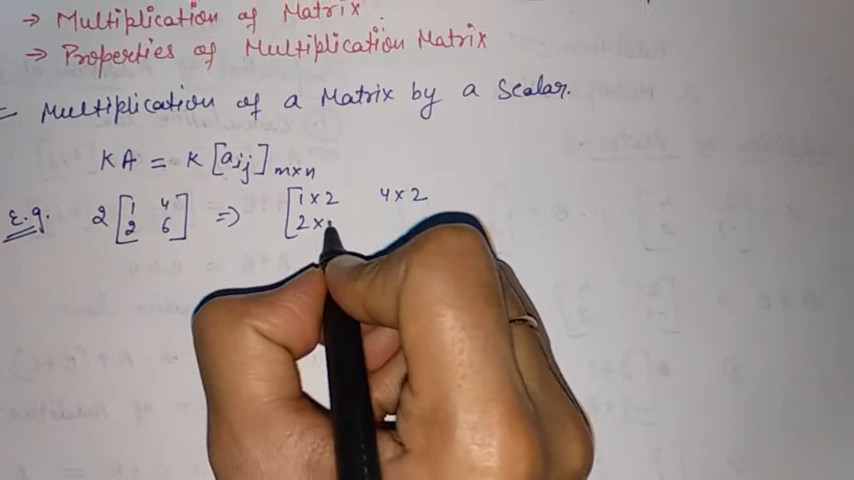 → Multiplication of Matrix.
→ Properties of Multiplication Matrix
= Multiplication of a Matrix by a Scalar.
KA = K [aij]m×n
E.g. 2 [1 4 ⇒ [1×2 4×2
2 6] 2×